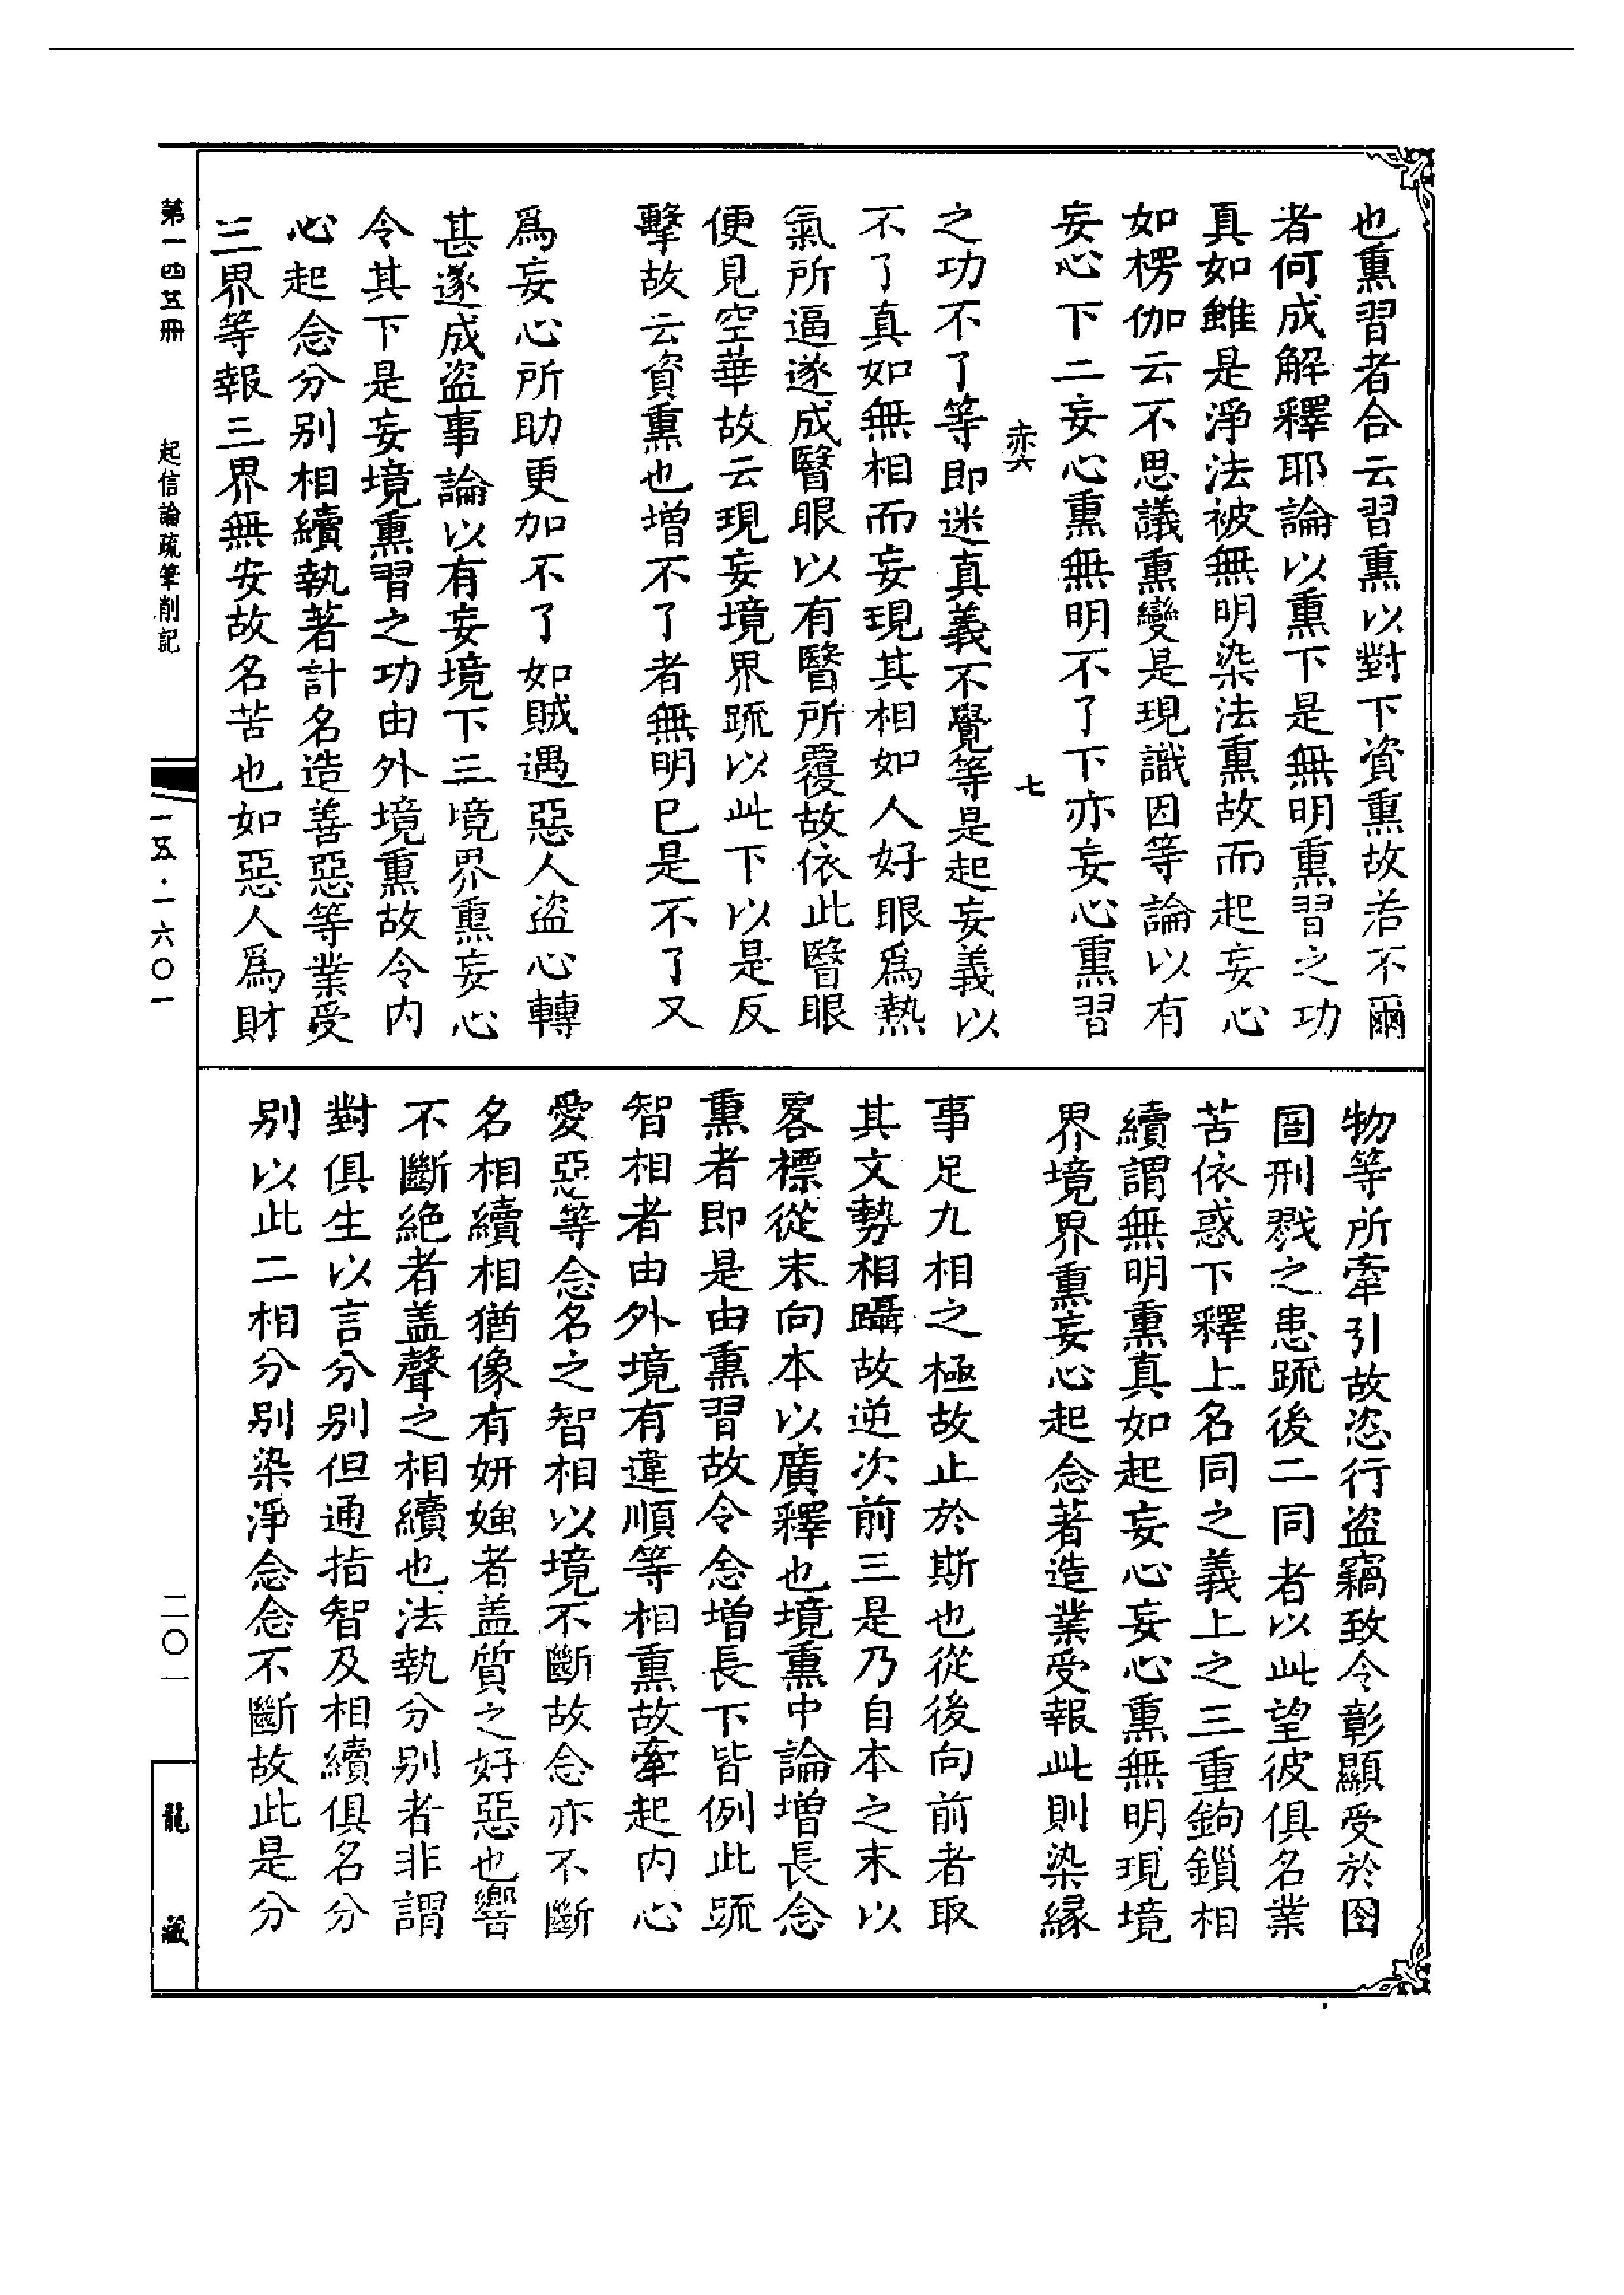 也熏習者合云習熏以對下資熏故若不爾
者何成解釋耶論以熏下是無明熏習之功
真如雖是淨法被無明染法熏故而起妄心
如楞伽云不思議熏變是現識因等論以有
妄心下二妄心熏無明不了下亦妄心熏習
七
之功不了等即迷真義不覺等是起妄義以
不了真如無相而妄現其相如人好眼爲熱
氣所逼遂成瞖眼以有瞖所覆故依此瞖眼
便見空華故云現妄境界疏以此下以是反
擊故云資熏也增不了者無明已是不了又
爲妄心所助更加不了如賊遇惡人盜心轉
甚遂成盜事論以有妄境下三境界熏妄心
令其下是妄境熏習之功由外境熏故令內
心起念分別相續執著計名造善惡等業受
三界等報三界無安故名苦也如惡人爲財
物等所牽引故恣行盜竊致令彰顯受於囹
圄刑戮之患疏後二同者以此望彼俱名業
苦依惑下釋上名同之義上之三重鉤鎖相
續謂無明熏真如起妄心妄心熏無明現境
界境界熏妄心起念著造業受報此則染緣
事足九相之極故止於斯也從後向前者取
其文勢相躡故逆次前三是乃自本之末以
畧標從末向本以廣釋也境熏中論增長念
熏者即是由熏習故令念增長下皆例此疏
智相者由外境有違順等相熏故牽起內心
愛惡等念名之智相以境不斷故念亦不斷
名相續相猶像有妍媸者盖質之好惡也響
不斷絕者盖聲之相續也法執分別者非謂
對俱生以言分別但通指智及相續俱名分
別以此二相分別染淨念念不斷故此是分
第一四五冊
起信論疏筆削記
一五·一六〇一
二〇一
龍藏